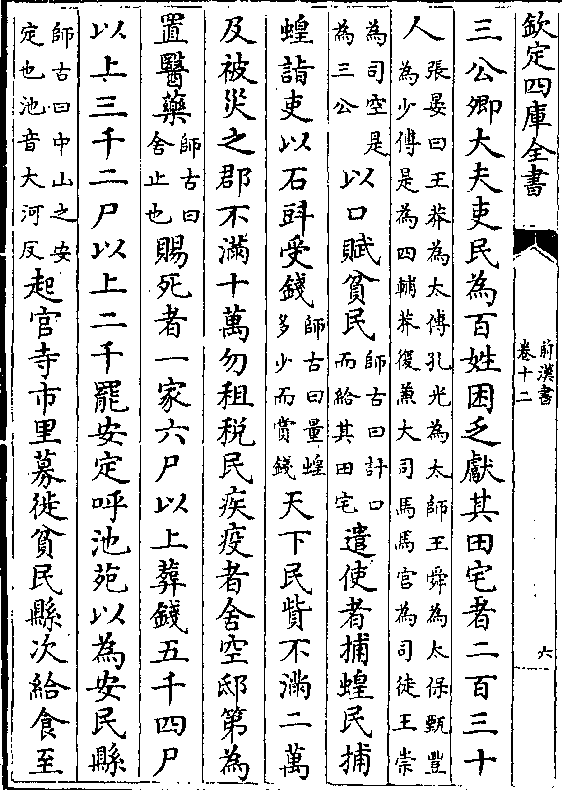 欽定四庫全書
前漢書
卷十二
六
三公卿大夫吏民為百姓困乏獻其田宅者二百三十
人張晏曰王莽為太傅孔光為太師王舜為太保甄豐為少傅是為四輔莽復兼大司馬馬宮為司徒王崇
為司空是為三公以口賦貧民師古曰計口而給其田宅遣使者捕蝗民捕
蝗詣吏以石㪷受錢師古曰量蝗多少而賞錢天下民貲不滿二萬
及被災之郡不滿十萬勿租税民疾疫者舍空邸第為
置醫藥師古曰舍止也賜死者一家六尸以上葬錢五千四尸
以上三千二尸以上二千罷安定呼池苑以為安民縣
師古曰中山之安定也池音大河反起官寺市里募徙貧民縣次給食至